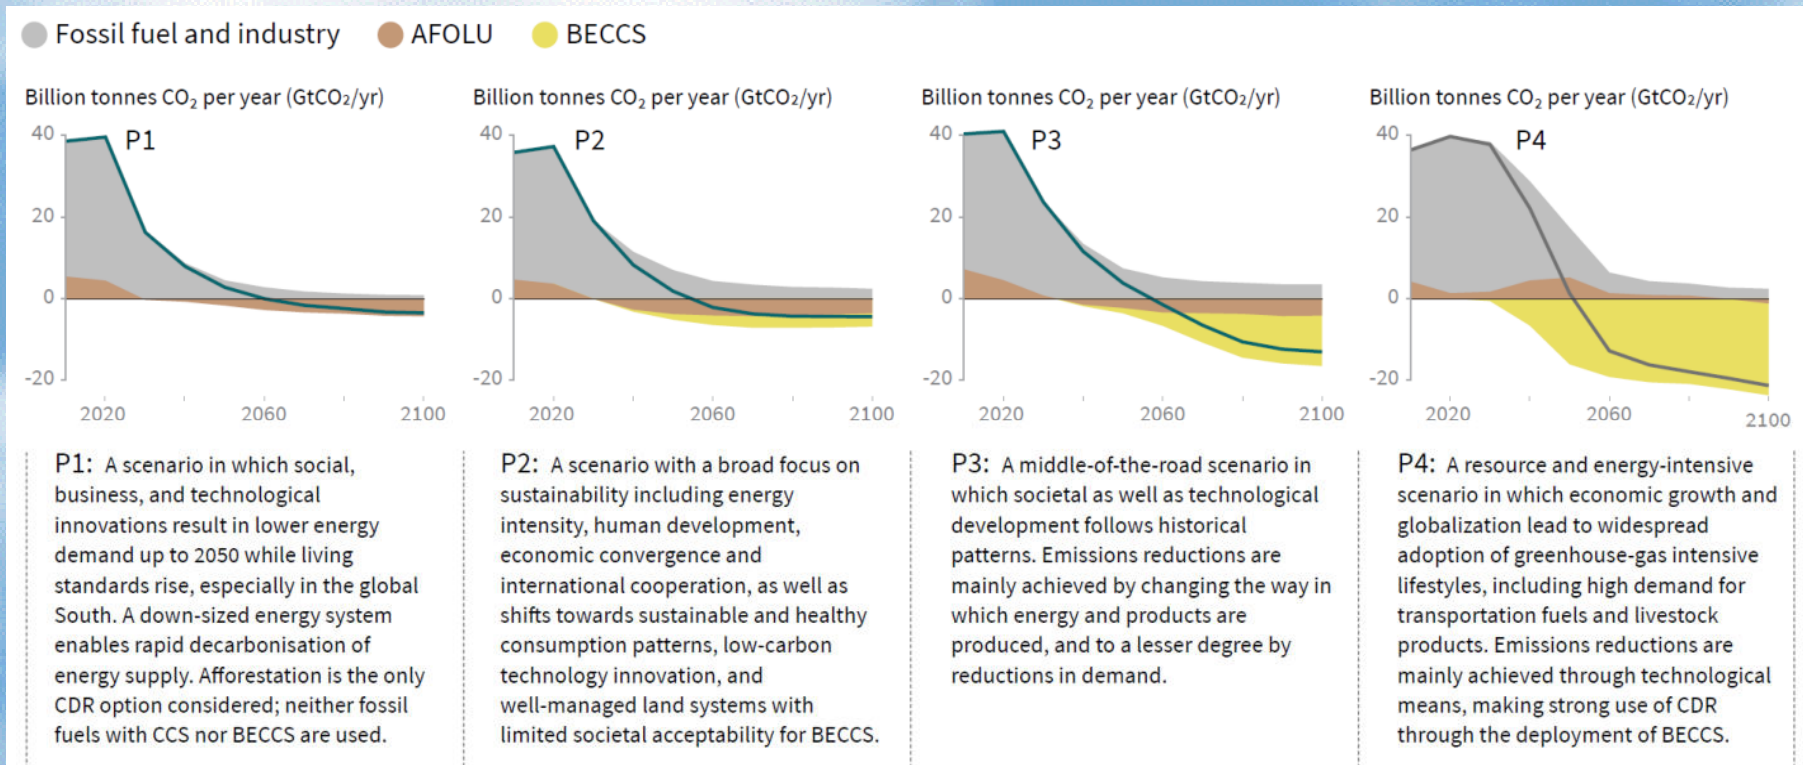 Fossil fuel and industry AFOLU BECCS
Billion tonnes CO₂ per year (GtCO₂/yr)
P1
40
20
0
-20
2020 2060 2100
Billion tonnes CO₂ per year (GtCO₂/yr)
P2
40
20
0
-20
2020 2060 2100
Billion tonnes CO₂ per year (GtCO₂/yr)
P3
40
20
0
-20
2020 2060 2100
Billion tonnes CO₂ per year (GtCO₂/yr)
P4
40
20
0
-20
2020 2060 2100
P1: A scenario in which social,
business, and technological
innovations result in lower energy
demand up to 2050 while living
standards rise, especially in the global
South. A down-sized energy system
enables rapid decarbonisation of
energy supply. Afforestation is the only
CDR option considered; neither fossil
fuels with CCS nor BECCS are used.
P2: A scenario with a broad focus on
sustainability including energy
intensity, human development,
economic convergence and
international cooperation, as well as
shifts towards sustainable and healthy
consumption patterns, low-carbon
technology innovation, and
well-managed land systems with
limited societal acceptability for BECCS.
P3: A middle-of-the-road scenario in
which societal as well as technological
development follows historical
patterns. Emissions reductions are
mainly achieved by changing the way in
which energy and products are
produced, and to a lesser degree by
reductions in demand.
P4: A resource and energy-intensive
scenario in which economic growth and
globalization lead to widespread
adoption of greenhouse-gas intensive
lifestyles, including high demand for
transportation fuels and livestock
products. Emissions reductions are
mainly achieved through technological
means, making strong use of CDR
through the deployment of BECCS.